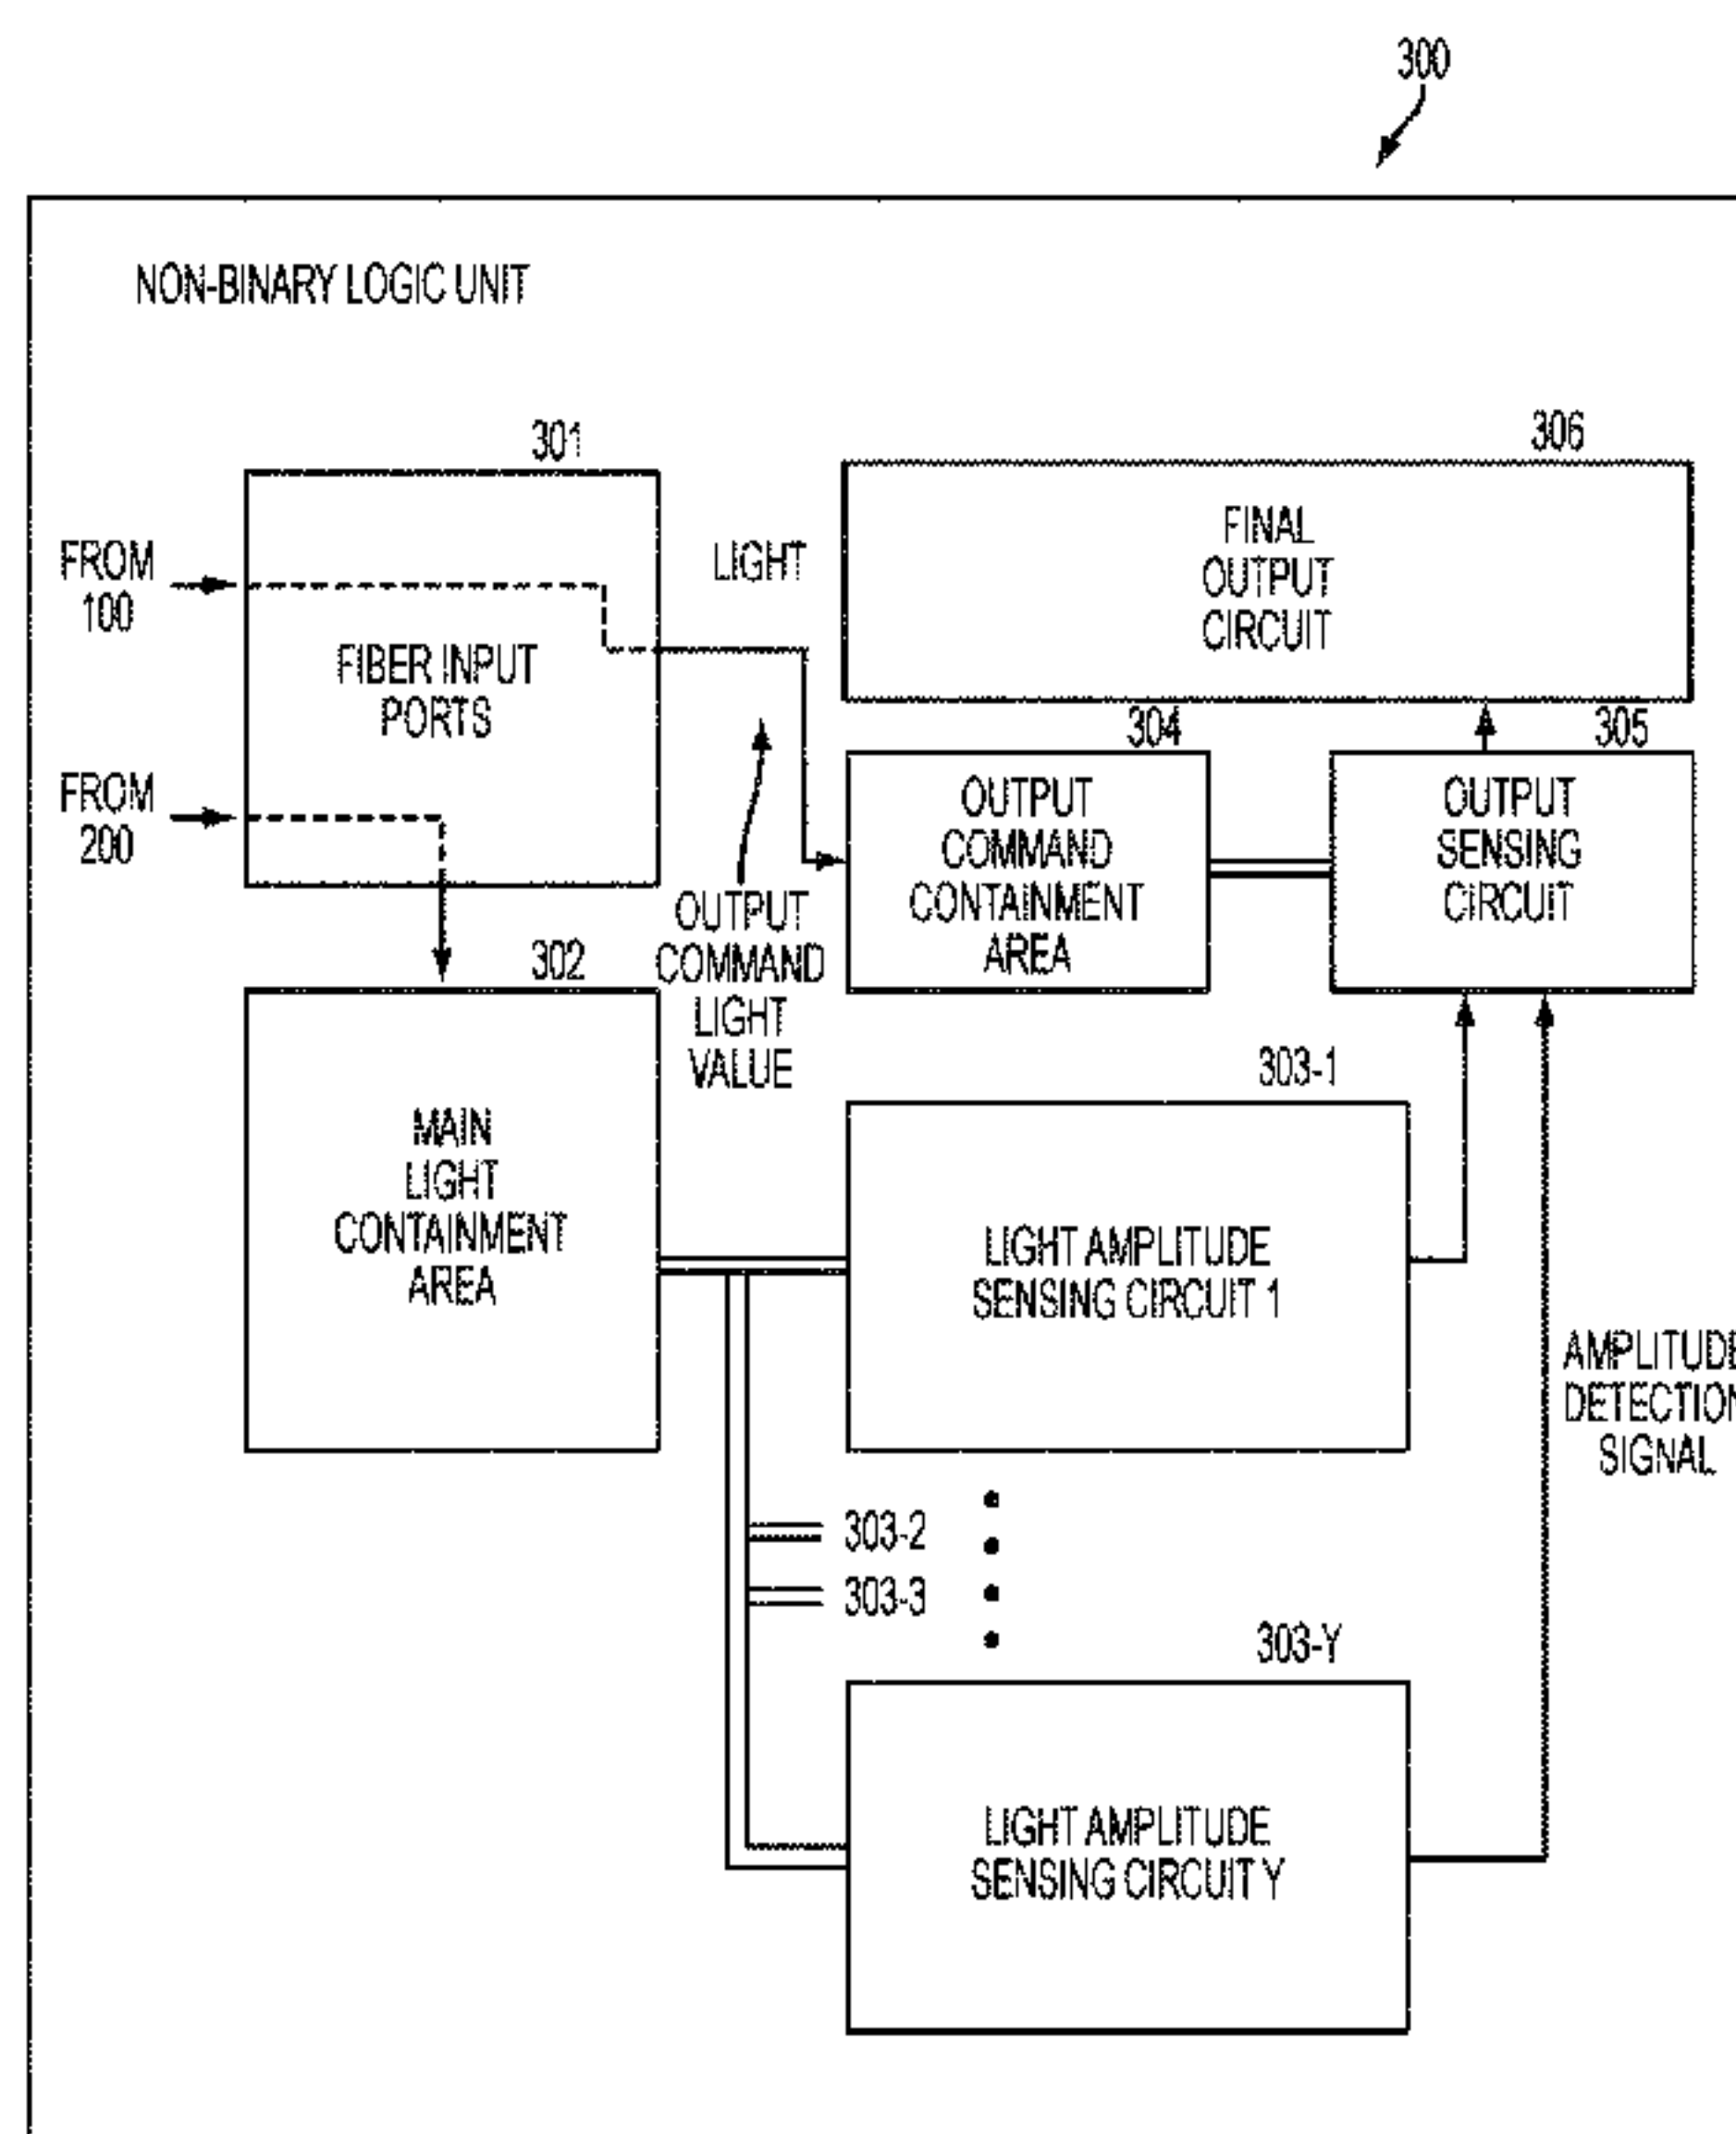 300
NON-BINARY LOGIC UNIT
301
306
FROM
100
LIGHT
FINAL
OUTPUT
CIRCUIT
FIBER INPUT
PORTS
304
305
FROM
200
OUTPUT
COMMAND
CONTAINMENT
AREA
OUTPUT
SENSING
CIRCUIT
OUTPUT
COMMAND
LIGHT
VALUE
302
303-1
MAIN
LIGHT
CONTAINMENT
AREA
LIGHT AMPLITUDE
SENSING CIRCUIT 1
AMPLITUDE
DETECTION
SIGNAL
303-2
303-3
303-Y
LIGHT AMPLITUDE
SENSING CIRCUIT Y